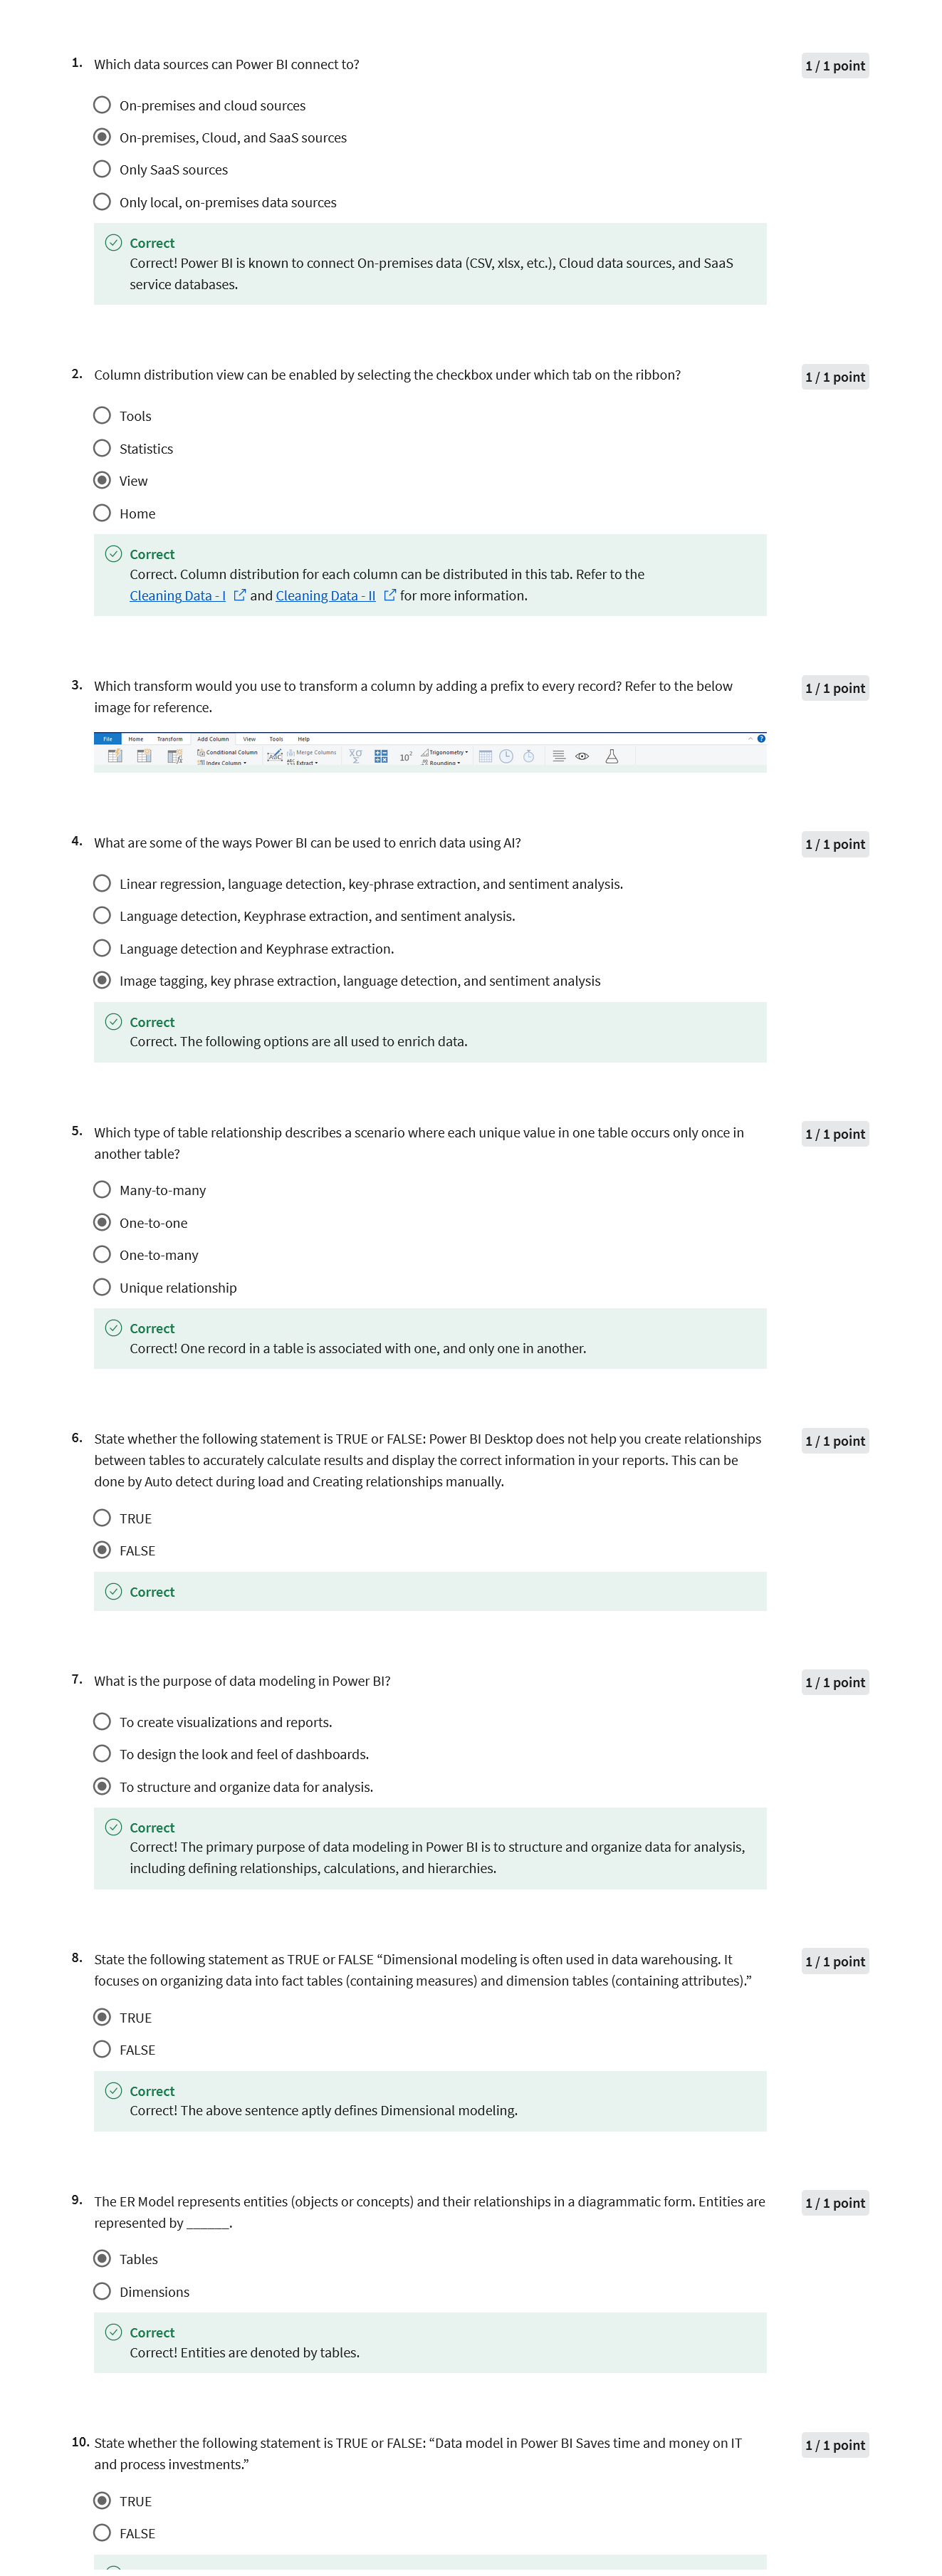 1. Which data sources can Power BI connect to?
1 / 1 point
On-premises and cloud sources
On-premises, Cloud, and SaaS sources
Only SaaS sources
Only local, on-premises data sources
Correct
Correct! Power BI is known to connect On-premises data (CSV, xlsx, etc.), Cloud data sources, and SaaS
service databases.
2. Column distribution view can be enabled by selecting the checkbox under which tab on the ribbon?
1 / 1 point
Tools
Statistics
View
Home
Correct
Correct. Column distribution for each column can be distributed in this tab. Refer to the
Cleaning Data - I and Cleaning Data - II for more information.
3. Which transform would you use to transform a column by adding a prefix to every record? Refer to the below
image for reference.
1 / 1 point
File Home Transform Add Column View Tools Help
Conditional Column Merge Columns Trigonometry
Index Column ABC Extract 10² Rounding
4. What are some of the ways Power BI can be used to enrich data using AI?
1 / 1 point
Linear regression, language detection, key-phrase extraction, and sentiment analysis.
Language detection, Keyphrase extraction, and sentiment analysis.
Language detection and Keyphrase extraction.
Image tagging, key phrase extraction, language detection, and sentiment analysis
Correct
Correct. The following options are all used to enrich data.
5. Which type of table relationship describes a scenario where each unique value in one table occurs only once in
another table?
1 / 1 point
Many-to-many
One-to-one
One-to-many
Unique relationship
Correct
Correct! One record in a table is associated with one, and only one in another.
6. State whether the following statement is TRUE or FALSE: Power BI Desktop does not help you create relationships
between tables to accurately calculate results and display the correct information in your reports. This can be
done by Auto detect during load and Creating relationships manually.
1 / 1 point
TRUE
FALSE
Correct
7. What is the purpose of data modeling in Power BI?
1 / 1 point
To create visualizations and reports.
To design the look and feel of dashboards.
To structure and organize data for analysis.
Correct
Correct! The primary purpose of data modeling in Power BI is to structure and organize data for analysis,
including defining relationships, calculations, and hierarchies.
8. State the following statement as TRUE or FALSE “Dimensional modeling is often used in data warehousing. It
focuses on organizing data into fact tables (containing measures) and dimension tables (containing attributes).”
1 / 1 point
TRUE
FALSE
Correct
Correct! The above sentence aptly defines Dimensional modeling.
9. The ER Model represents entities (objects or concepts) and their relationships in a diagrammatic form. Entities are
represented by ______.
1 / 1 point
Tables
Dimensions
Correct
Correct! Entities are denoted by tables.
10. State whether the following statement is TRUE or FALSE: “Data model in Power BI Saves time and money on IT
and process investments.”
1 / 1 point
TRUE
FALSE